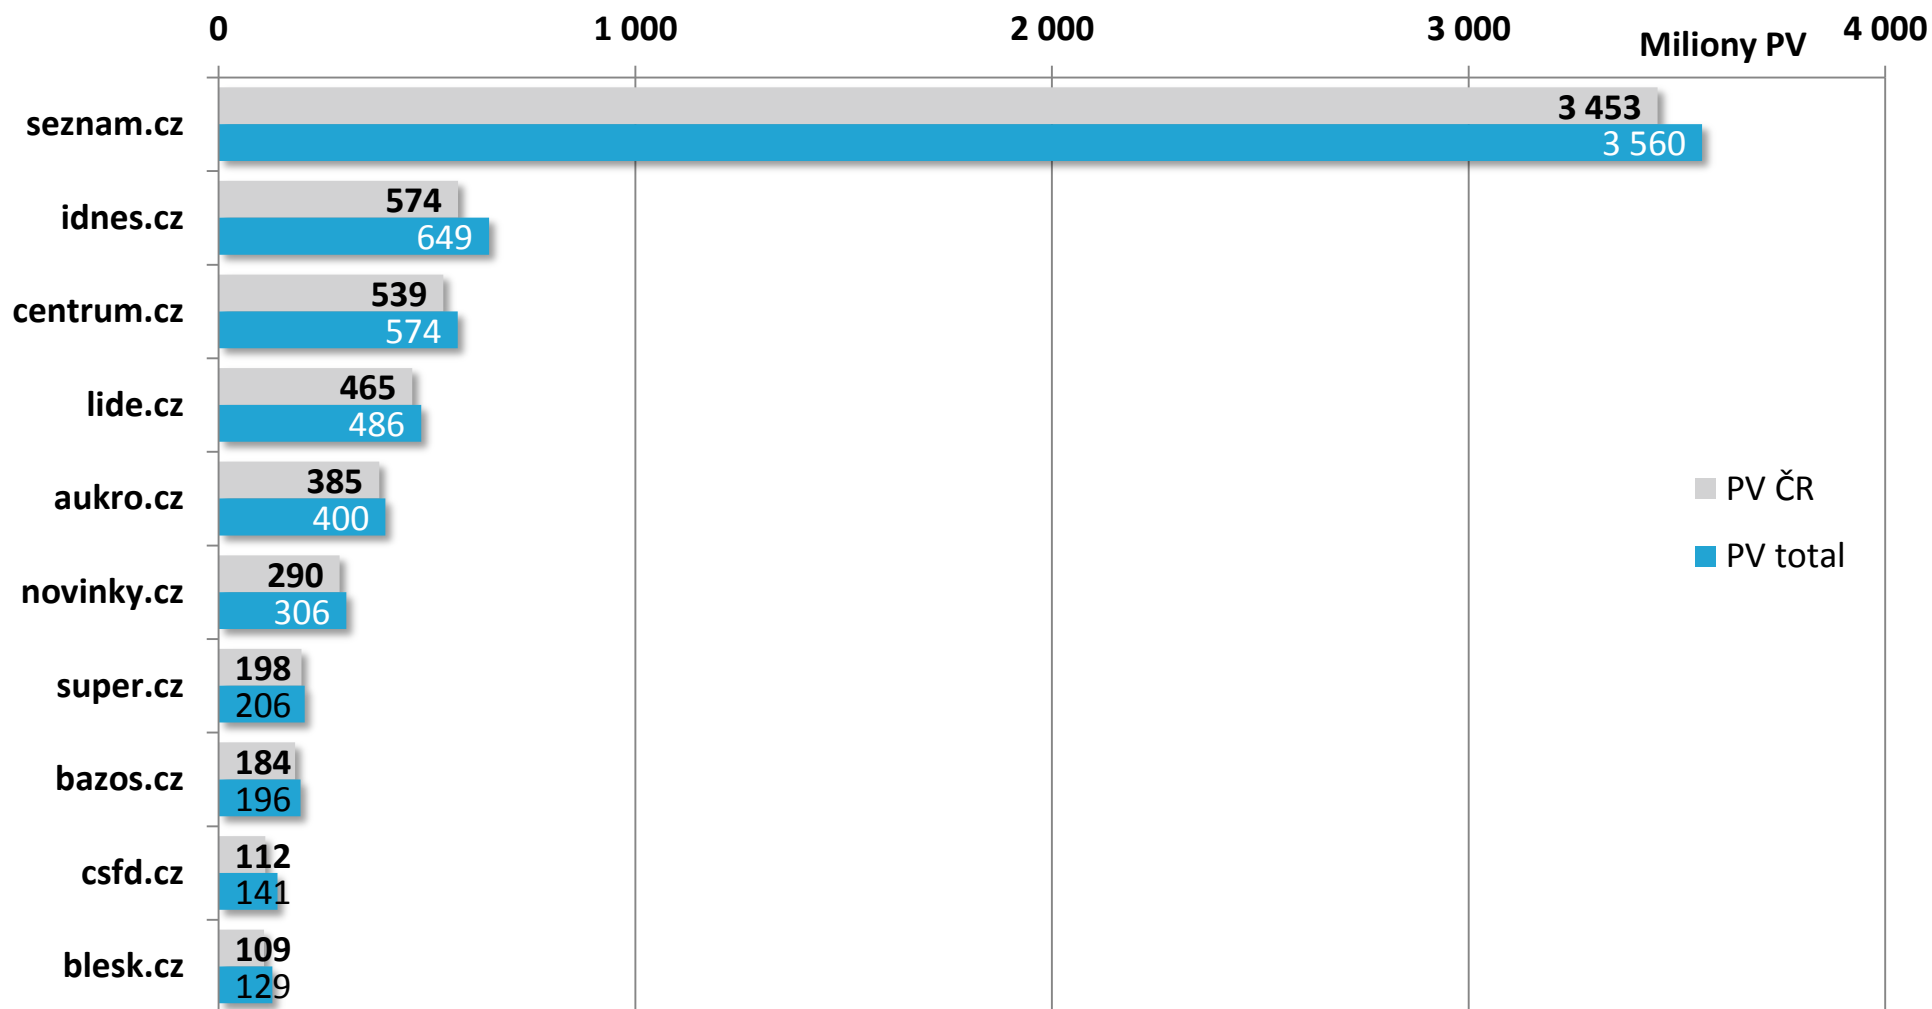 0 1 000 2 000 3 000 4 000
Miliony PV
seznam.cz
3 453
3 560
idnes.cz
574
649
centrum.cz
539
574
lide.cz
465
486
aukro.cz
385
400
PV ČR
PV total
novinky.cz
290
306
super.cz
198
206
bazos.cz
184
196
csfd.cz
112
141
blesk.cz
109
129